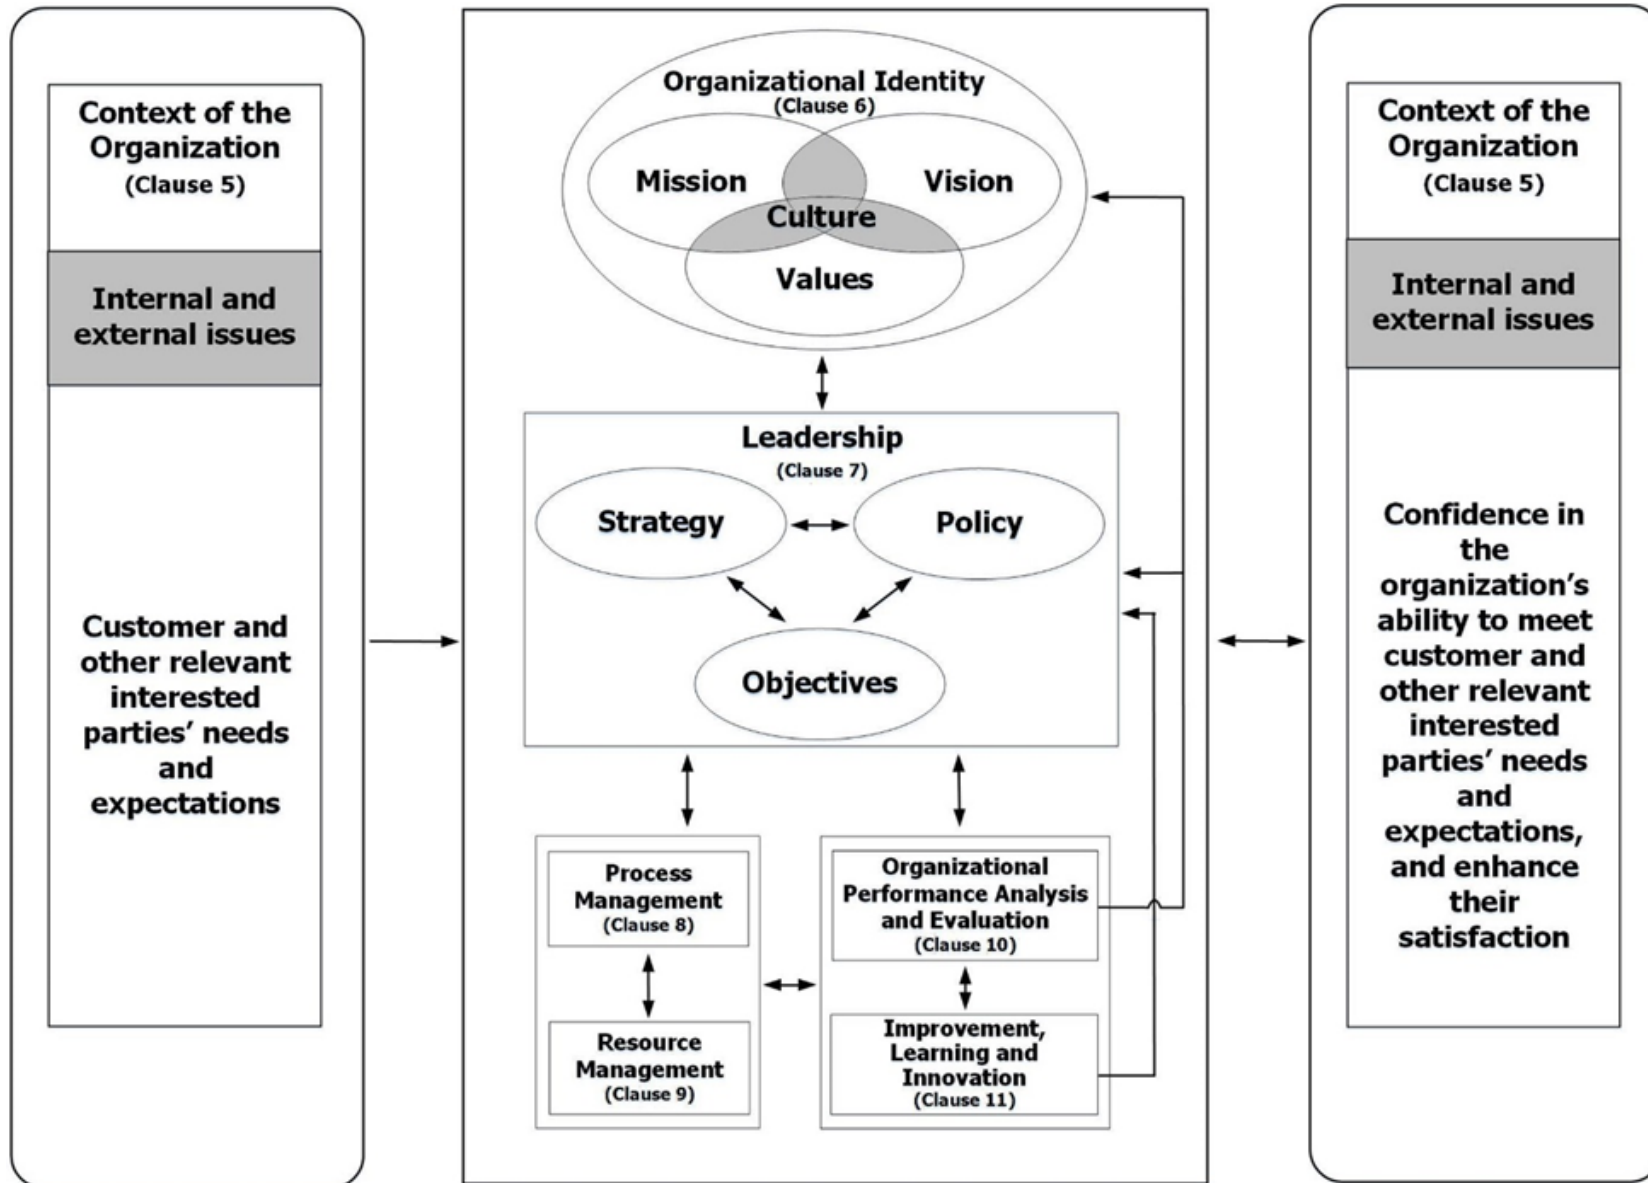 Context of the
Organization
(Clause 5)
Internal and
external issues
Customer and
other relevant
interested
parties’ needs
and
expectations
Organizational Identity
(Clause 6)
Mission
Vision
Culture
Values
Leadership
(Clause 7)
Strategy
Policy
Objectives
Process
Management
(Clause 8)
Resource
Management
(Clause 9)
Organizational
Performance Analysis
and Evaluation
(Clause 10)
Improvement,
Learning and
Innovation
(Clause 11)
Context of the
Organization
(Clause 5)
Internal and
external issues
Confidence in
the
organization’s
ability to meet
customer and
other relevant
interested
parties’ needs
and
expectations,
and enhance
their
satisfaction